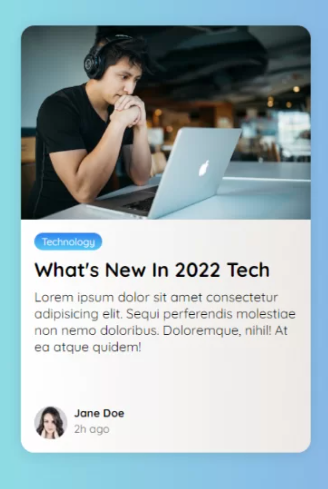 Technology
What's New In 2022 Tech
Lorem ipsum dolor sit amet consectetur
adipisicing elit. Sequi perferendis molestiae
non nemo doloribus. Doloremque, nihil! At
ea atque quidem!
Jane Doe
2h ago